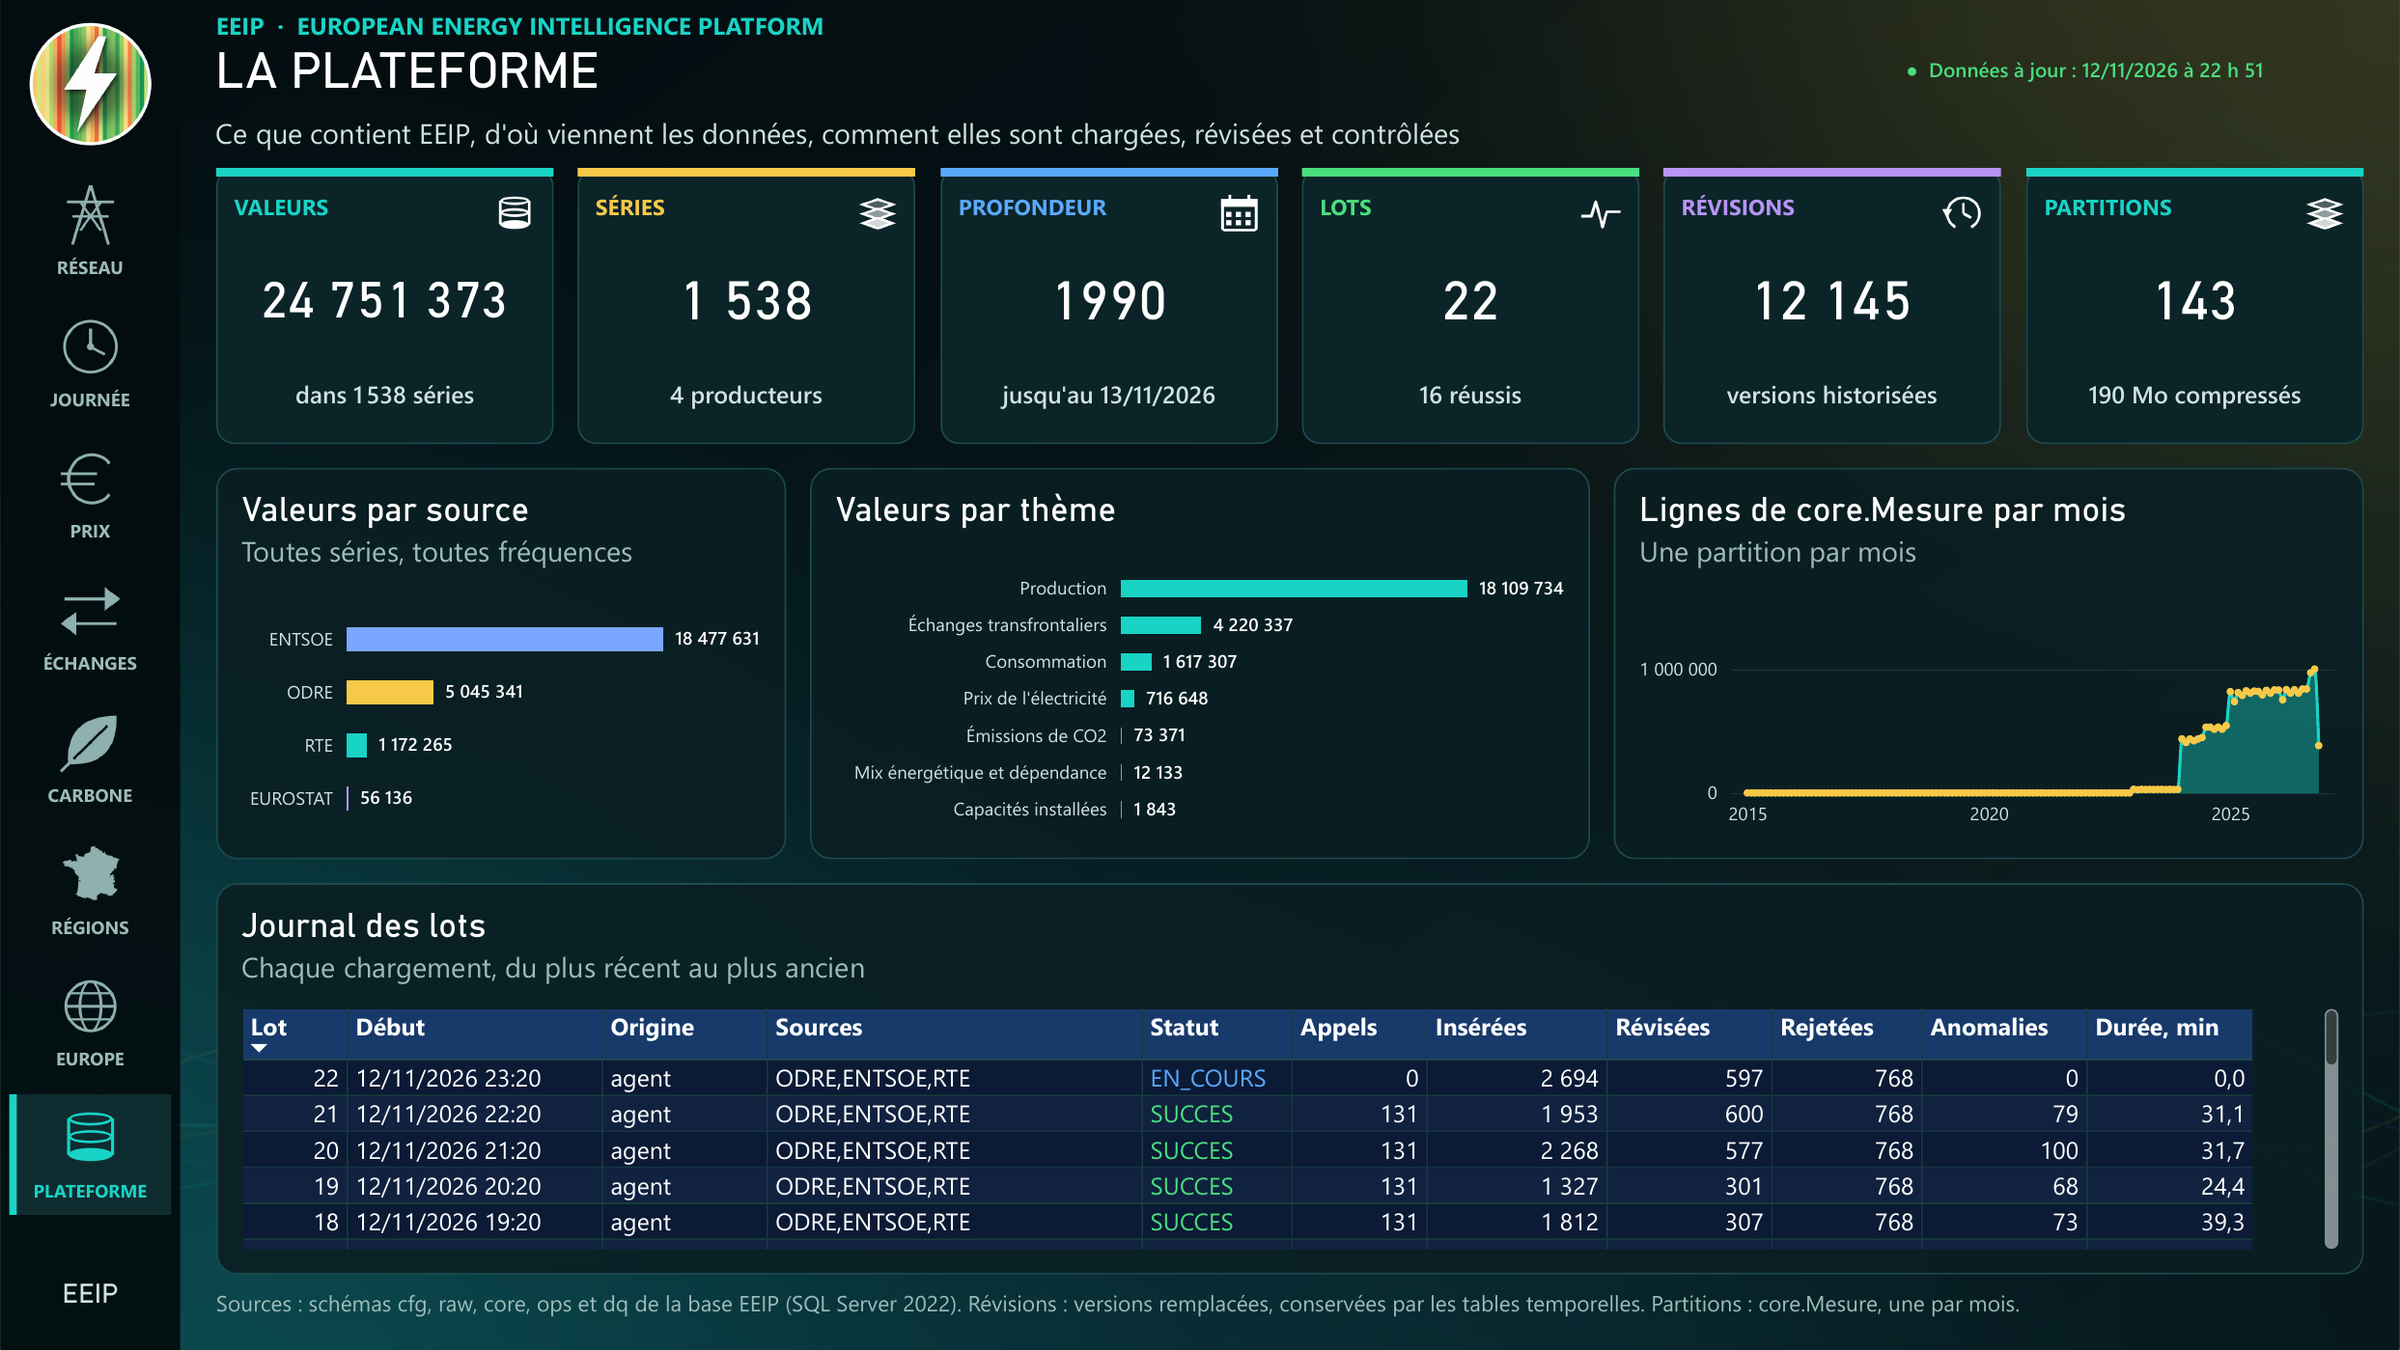 EEIP · EUROPEAN ENERGY INTELLIGENCE PLATFORM
LA PLATEFORME
● Données à jour : 12/11/2026 à 22 h 51
Ce que contient EEIP, d'où viennent les données, comment elles sont chargées, révisées et contrôlées
RÉSEAU
JOURNÉE
PRIX
ÉCHANGES
CARBONE
RÉGIONS
EUROPE
PLATEFORME
EEIP
VALEURS
24 751 373
dans 1 538 séries
SÉRIES
1 538
4 producteurs
PROFONDEUR
1990
jusqu'au 13/11/2026
LOTS
22
16 réussis
RÉVISIONS
12 145
versions historisées
PARTITIONS
143
190 Mo compressés
Valeurs par source
Toutes séries, toutes fréquences
ENTSOE 18 477 631
ODRE 5 045 341
RTE 1 172 265
EUROSTAT 56 136
Valeurs par thème
Production 18 109 734
Échanges transfrontaliers 4 220 337
Consommation 1 617 307
Prix de l'électricité 716 648
Émissions de CO2 73 371
Mix énergétique et dépendance 12 133
Capacités installées 1 843
Lignes de core.Mesure par mois
Une partition par mois
1 000 000
0
2015 2020 2025
Journal des lots
Chaque chargement, du plus récent au plus ancien
Lot Début Origine Sources Statut Appels Insérées Révisées Rejetées Anomalies Durée, min
22 12/11/2026 23:20 agent ODRE,ENTSOE,RTE EN_COURS 0 2 694 597 768 0 0,0
21 12/11/2026 22:20 agent ODRE,ENTSOE,RTE SUCCES 131 1 953 600 768 79 31,1
20 12/11/2026 21:20 agent ODRE,ENTSOE,RTE SUCCES 131 2 268 577 768 100 31,7
19 12/11/2026 20:20 agent ODRE,ENTSOE,RTE SUCCES 131 1 327 301 768 68 24,4
18 12/11/2026 19:20 agent ODRE,ENTSOE,RTE SUCCES 131 1 812 307 768 73 39,3
Sources : schémas cfg, raw, core, ops et dq de la base EEIP (SQL Server 2022). Révisions : versions remplacées, conservées par les tables temporelles. Partitions : core.Mesure, une par mois.